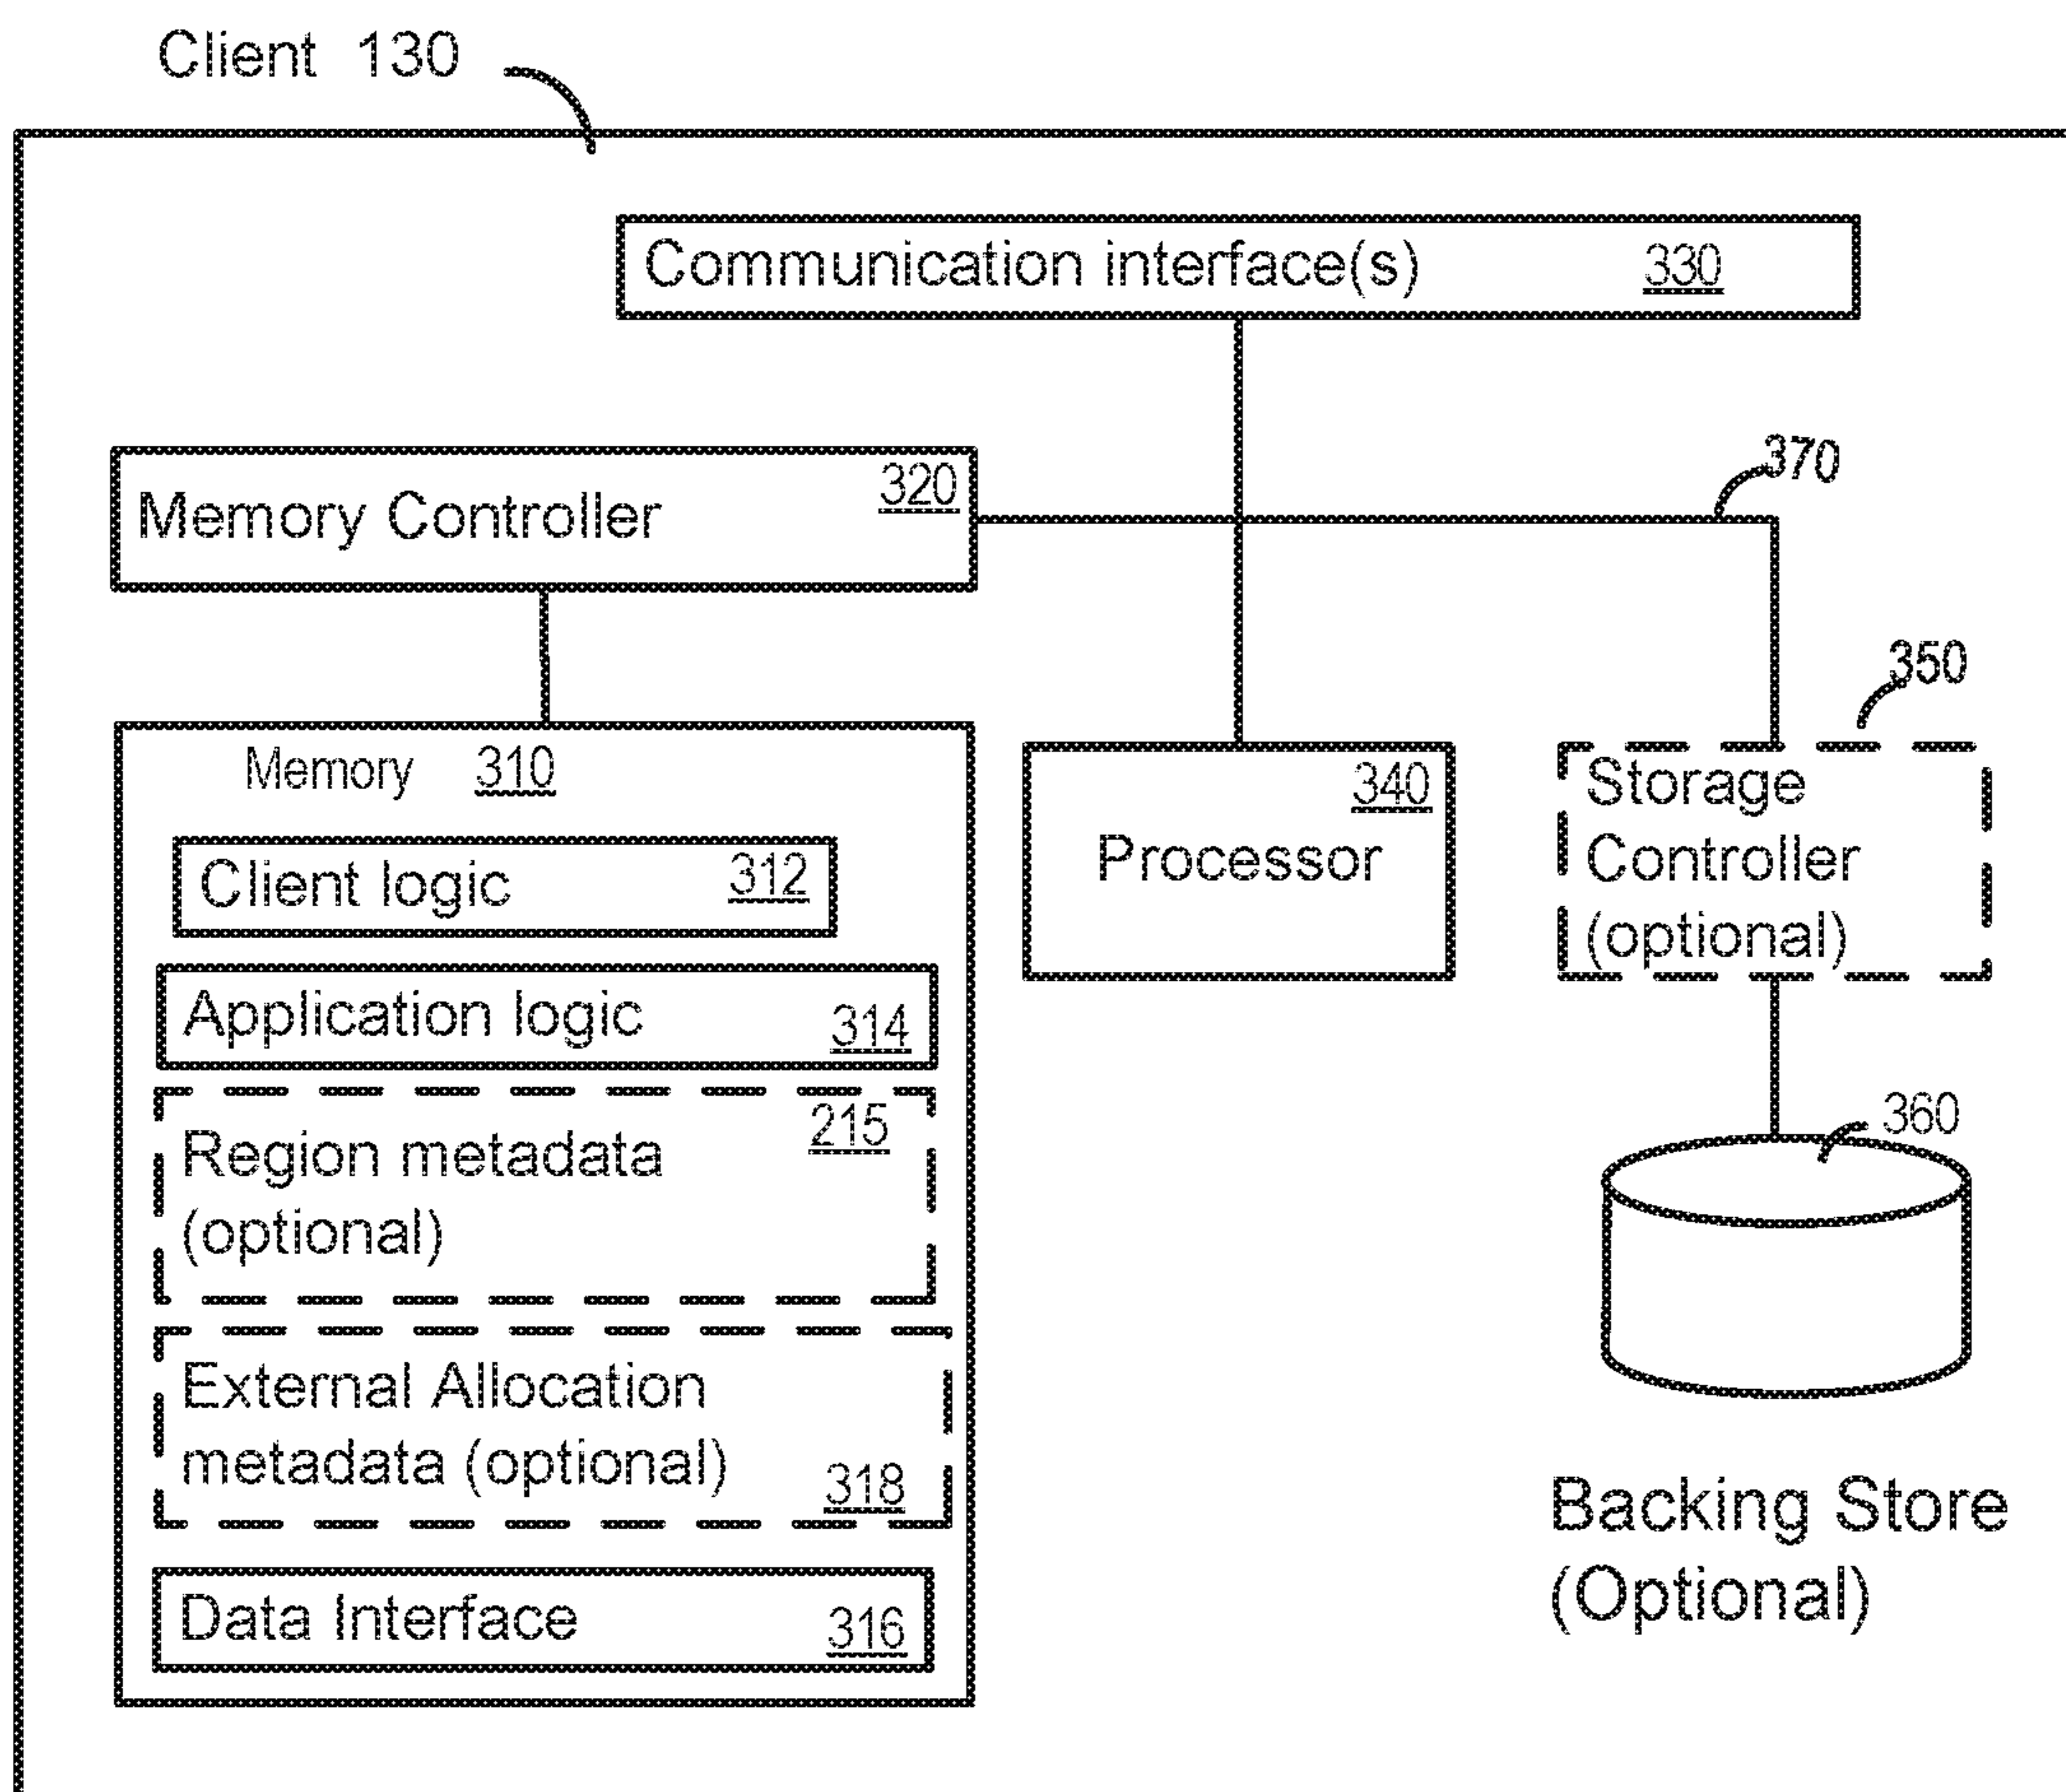 Client 130
Communication interface(s) 330
370
Memory Controller 320
350
Memory 310
Client logic 312
Application logic 314
Region metadata 215
(optional)
External Allocation
metadata (optional) 318
Data Interface 316
340
Processor
Storage
Controller
(optional)
360
Backing Store
(Optional)